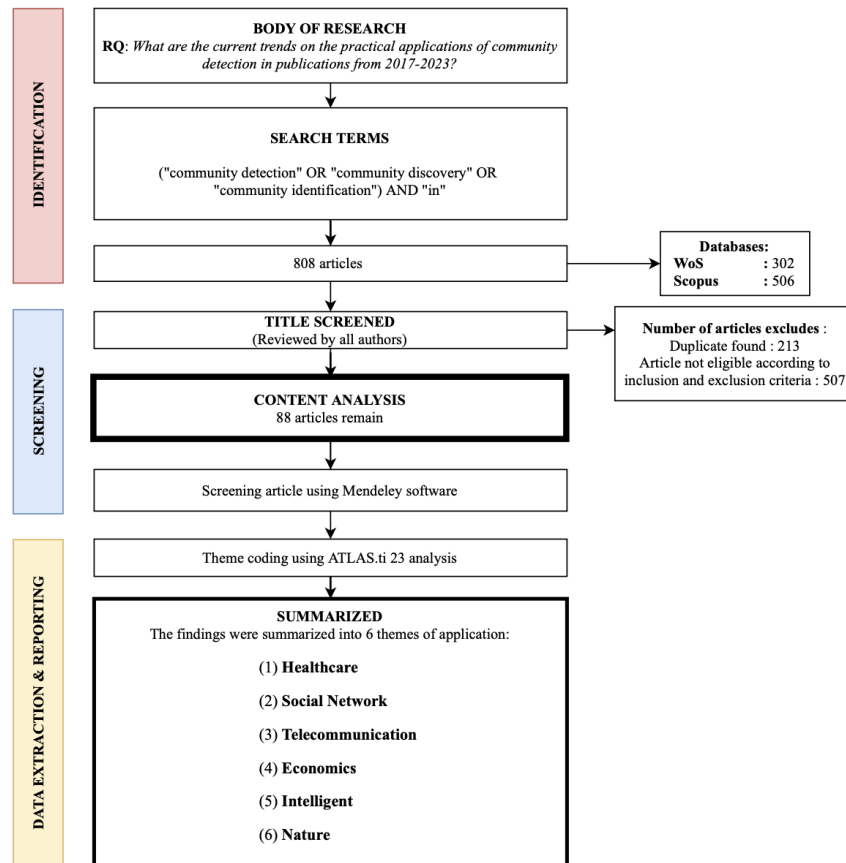 IDENTIFICATION
BODY OF RESEARCH
RQ: What are the current trends on the practical applications of community
detection in publications from 2017-2023?
SEARCH TERMS
("community detection" OR "community discovery" OR
"community identification") AND "in"
808 articles
Databases:
WoS : 302
Scopus : 506
SCREENING
TITLE SCREENED
(Reviewed by all authors)
Number of articles excludes :
Duplicate found : 213
Article not eligible according to
inclusion and exclusion criteria : 507
CONTENT ANALYSIS
88 articles remain
Screening article using Mendeley software
DATA EXTRACTION & REPORTING
Theme coding using ATLAS.ti 23 analysis
SUMMARIZED
The findings were summarized into 6 themes of application:
(1) Healthcare
(2) Social Network
(3) Telecommunication
(4) Economics
(5) Intelligent
(6) Nature